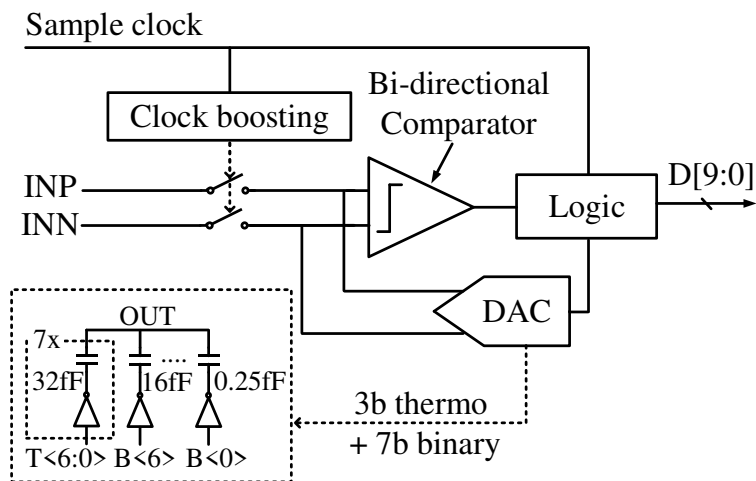 Sample clock
Clock boosting
Bi-directional
Comparator
INP
INN
Logic
D[9:0]
DAC
OUT
7x
32fF
16fF
0.25fF
T<6:0> B<6> B<0>
3b thermo
+ 7b binary